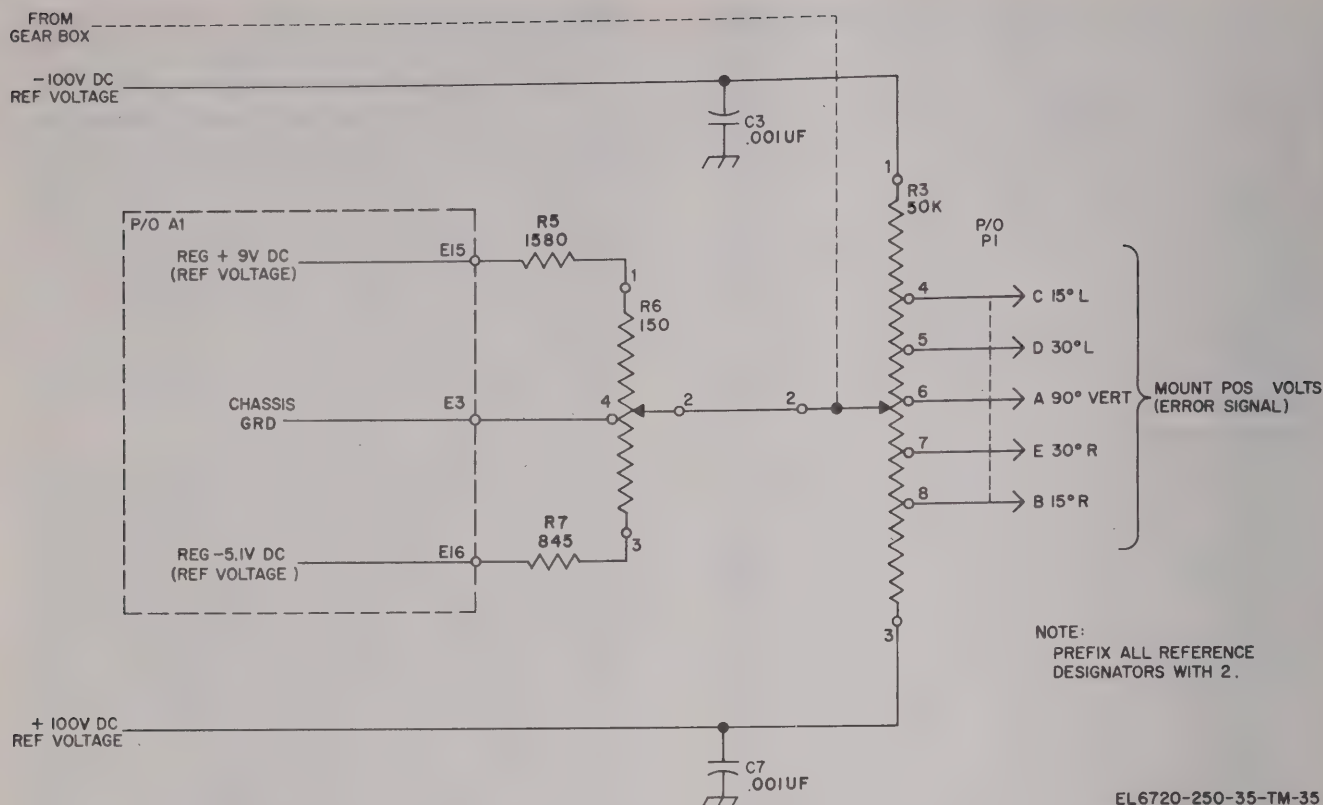 FROM
GEAR BOX
-100V DC
REF VOLTAGE
C3
.001UF
1
R3
50K
P/O A1
REG + 9V DC
(REF VOLTAGE)
E15
R5
1580
1
R6
150
P/O
P1
4
C 15° L
5
D 30° L
CHASSIS
GRD
E3
4
2
2
6
A 90° VERT
MOUNT POS VOLTS
(ERROR SIGNAL)
7
E 30° R
8
B 15° R
REG -5.1V DC
(REF VOLTAGE )
E16
R7
845
3
3
NOTE:
PREFIX ALL REFERENCE
DESIGNATORS WITH 2.
+ 100V DC
REF VOLTAGE
C7
.001UF
EL6720-250-35-TM-35